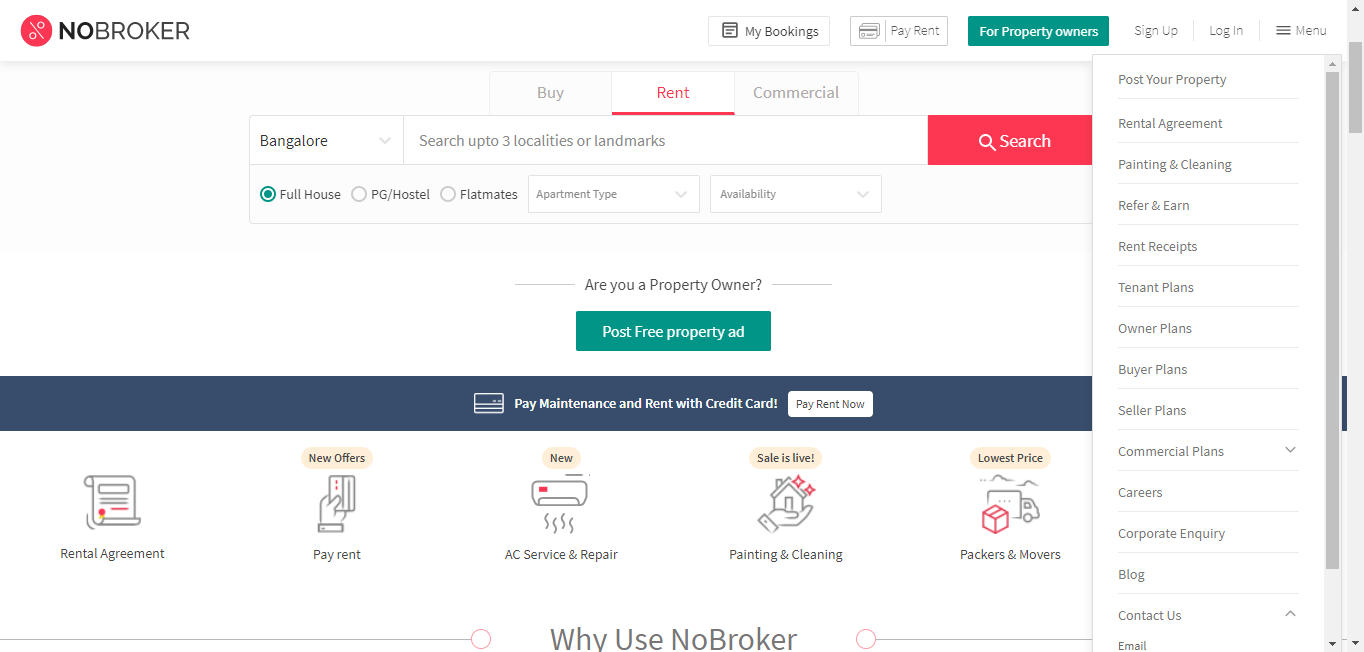 NOBROKER
My Bookings
Pay Rent
For Property owners
Sign Up
Log In
Menu
Buy
Rent
Commercial
Bangalore
Search upto 3 localities or landmarks
Search
Full House
PG/Hostel
Flatmates
Apartment Type
Availability
Are you a Property Owner?
Post Free property ad
Pay Maintenance and Rent with Credit Card!
Pay Rent Now
Rental Agreement
New Offers
Pay rent
New
AC Service & Repair
Sale is live!
Painting & Cleaning
Lowest Price
Packers & Movers
Why Use NoBroker
Post Your Property
Rental Agreement
Painting & Cleaning
Refer & Earn
Rent Receipts
Tenant Plans
Owner Plans
Buyer Plans
Seller Plans
Commercial Plans
Careers
Corporate Enquiry
Blog
Contact Us
Email